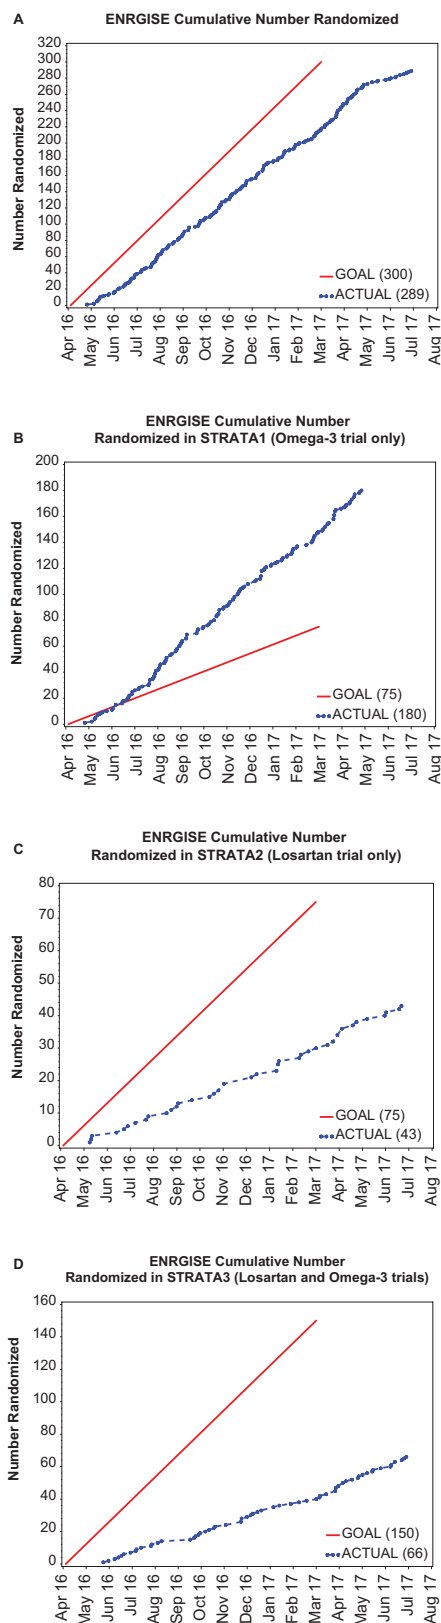 A
ENRGISE Cumulative Number Randomized
Number Randomized
320
300
280
260
240
220
200
180
160
140
120
100
80
60
40
20
0
GOAL (300)
ACTUAL (289)
Apr 16 May 16 Jun 16 Jul 16 Aug 16 Sep 16 Oct 16 Nov 16 Dec 16 Jan 17 Feb 17 Mar 17 Apr 17 May 17 Jun 17 Jul 17 Aug 17
B
ENRGISE Cumulative Number
Randomized in STRATA1 (Omega-3 trial only)
Number Randomized
200
180
160
140
120
100
80
60
40
20
0
GOAL (75)
ACTUAL (180)
Apr 16 May 16 Jun 16 Jul 16 Aug 16 Sep 16 Oct 16 Nov 16 Dec 16 Jan 17 Feb 17 Mar 17 Apr 17 May 17 Jun 17 Jul 17 Aug 17
C
ENRGISE Cumulative Number
Randomized in STRATA2 (Losartan trial only)
Number Randomized
80
70
60
50
40
30
20
10
0
GOAL (75)
ACTUAL (43)
Apr 16 May 16 Jun 16 Jul 16 Aug 16 Sep 16 Oct 16 Nov 16 Dec 16 Jan 17 Feb 17 Mar 17 Apr 17 May 17 Jun 17 Jul 17 Aug 17
D
ENRGISE Cumulative Number
Randomized in STRATA3 (Losartan and Omega-3 trials)
Number Randomized
160
140
120
100
80
60
40
20
0
GOAL (150)
ACTUAL (66)
Apr 16 May 16 Jun 16 Jul 16 Aug 16 Sep 16 Oct 16 Nov 16 Dec 16 Jan 17 Feb 17 Mar 17 Apr 17 May 17 Jun 17 Jul 17 Aug 17